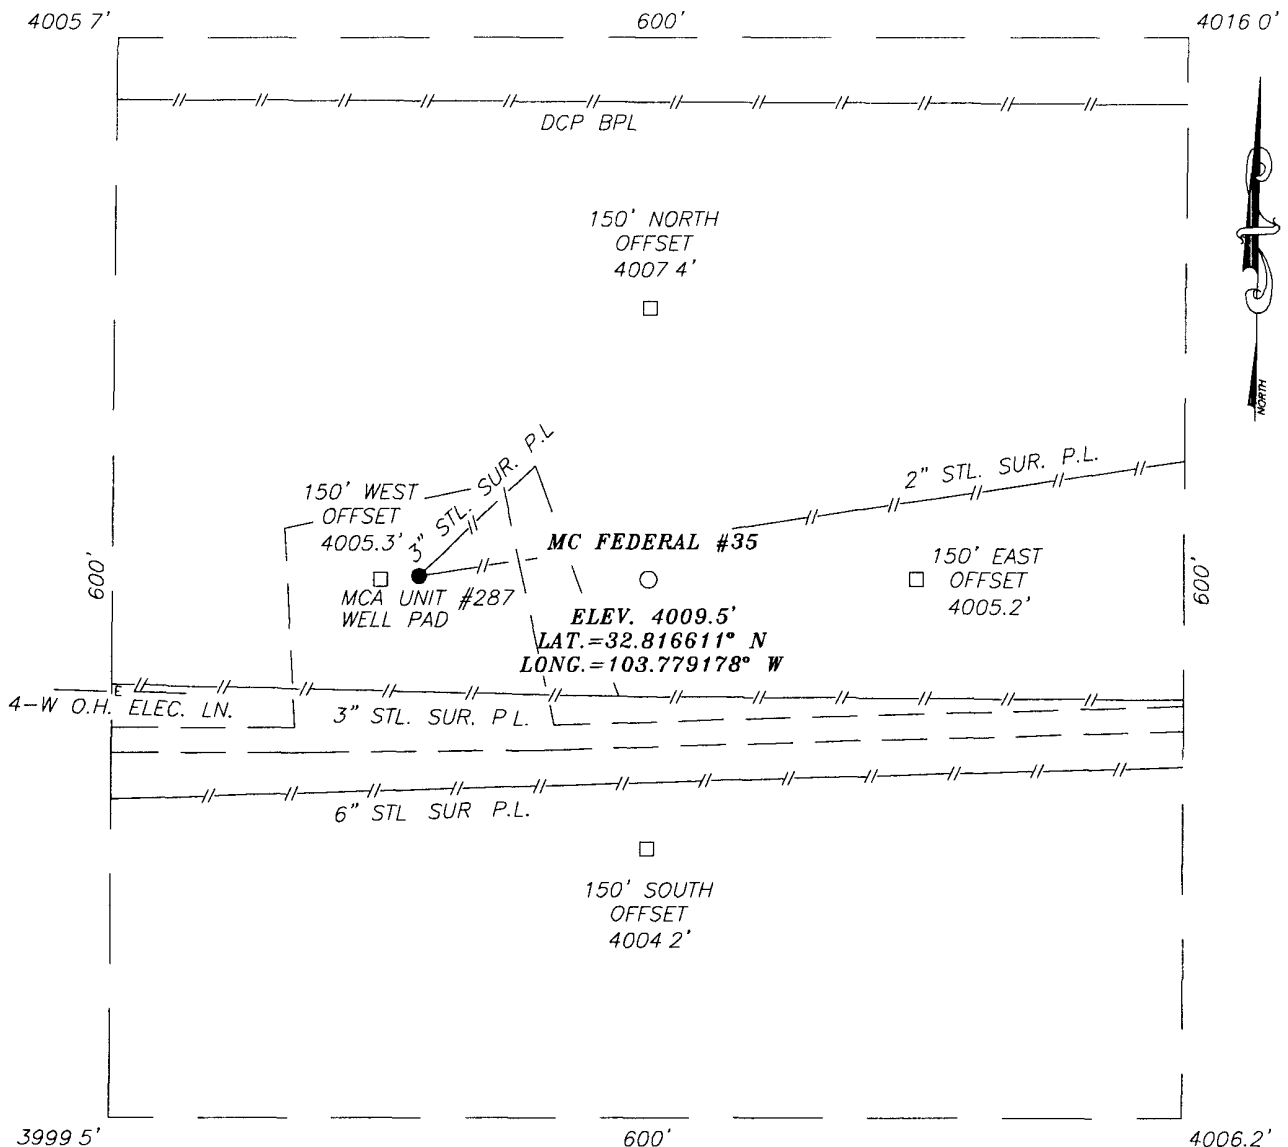 4005 7'
600'
4016 0'
DCP BPL
150' NORTH
OFFSET
4007 4'
NORTH
3" STL. SUR. P.L
2" STL. SUR. P.L.
150' WEST
OFFSET
4005.3'
MC FEDERAL #35
150' EAST
OFFSET
4005.2'
600'
600'
MCA UNIT #287
WELL PAD
ELEV. 4009.5'
LAT.=32.816611° N
LONG.=103.779178° W
E
4-W O.H. ELEC. LN.
3" STL. SUR. P L.
6" STL SUR P.L.
150' SOUTH
OFFSET
4004 2'
3999 5'
600'
4006.2'